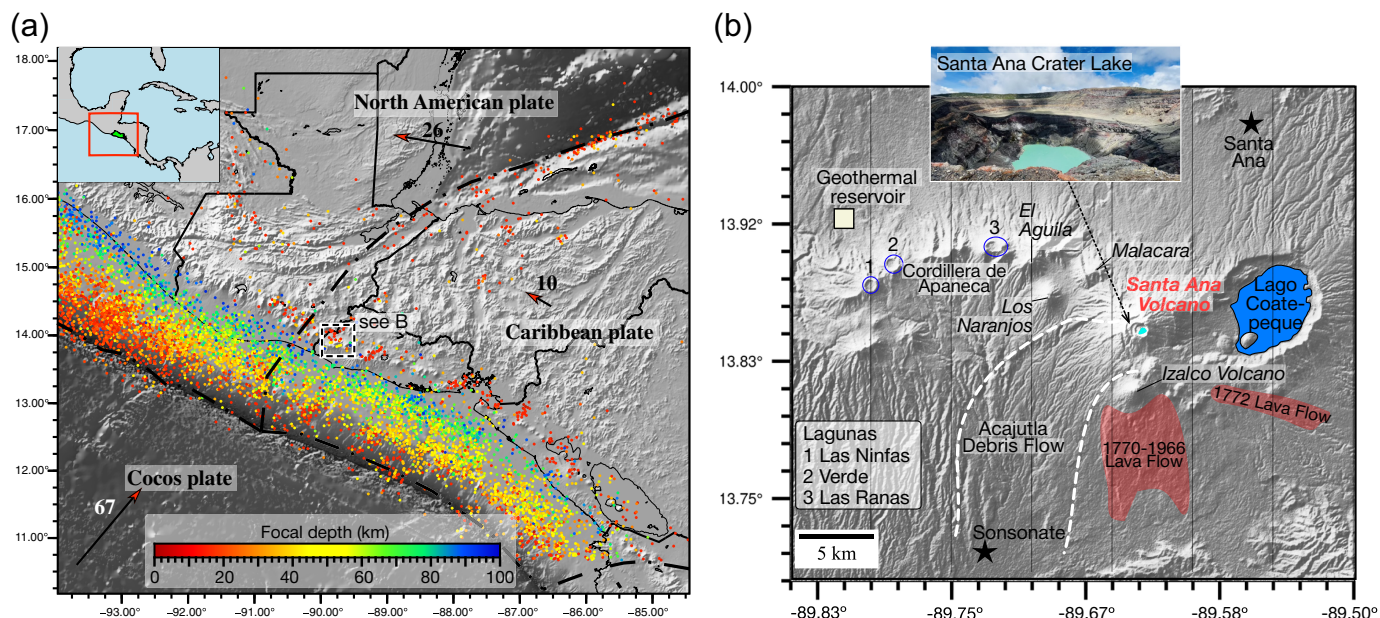 (a)
18.00°
17.00°
16.00°
15.00°
14.00°
13.00°
12.00°
11.00°
North American plate
26
10
see B
Caribbean plate
Cocos plate
67
Focal depth (km)
0 20 40 60 80 100
−93.00° −92.00° −91.00° −90.00° −89.00° −88.00° −87.00° −86.00° −85.00°
(b)
Santa Ana Crater Lake
14.00°
13.92°
13.83°
13.75°
Santa
Ana
Geothermal
reservoir
El
Aguila
3
2
1
Malacara
Cordillera de
Apaneca
Santa Ana
Volcano
Los
Naranjos
Lago
Coate-
peque
Izalco Volcano
1772 Lava Flow
Acajutla
Debris Flow
1770-1966
Lava Flow
Lagunas
1 Las Ninfas
2 Verde
3 Las Ranas
5 km
Sonsonate
-89.83° -89.75° -89.67° -89.58° -89.50°